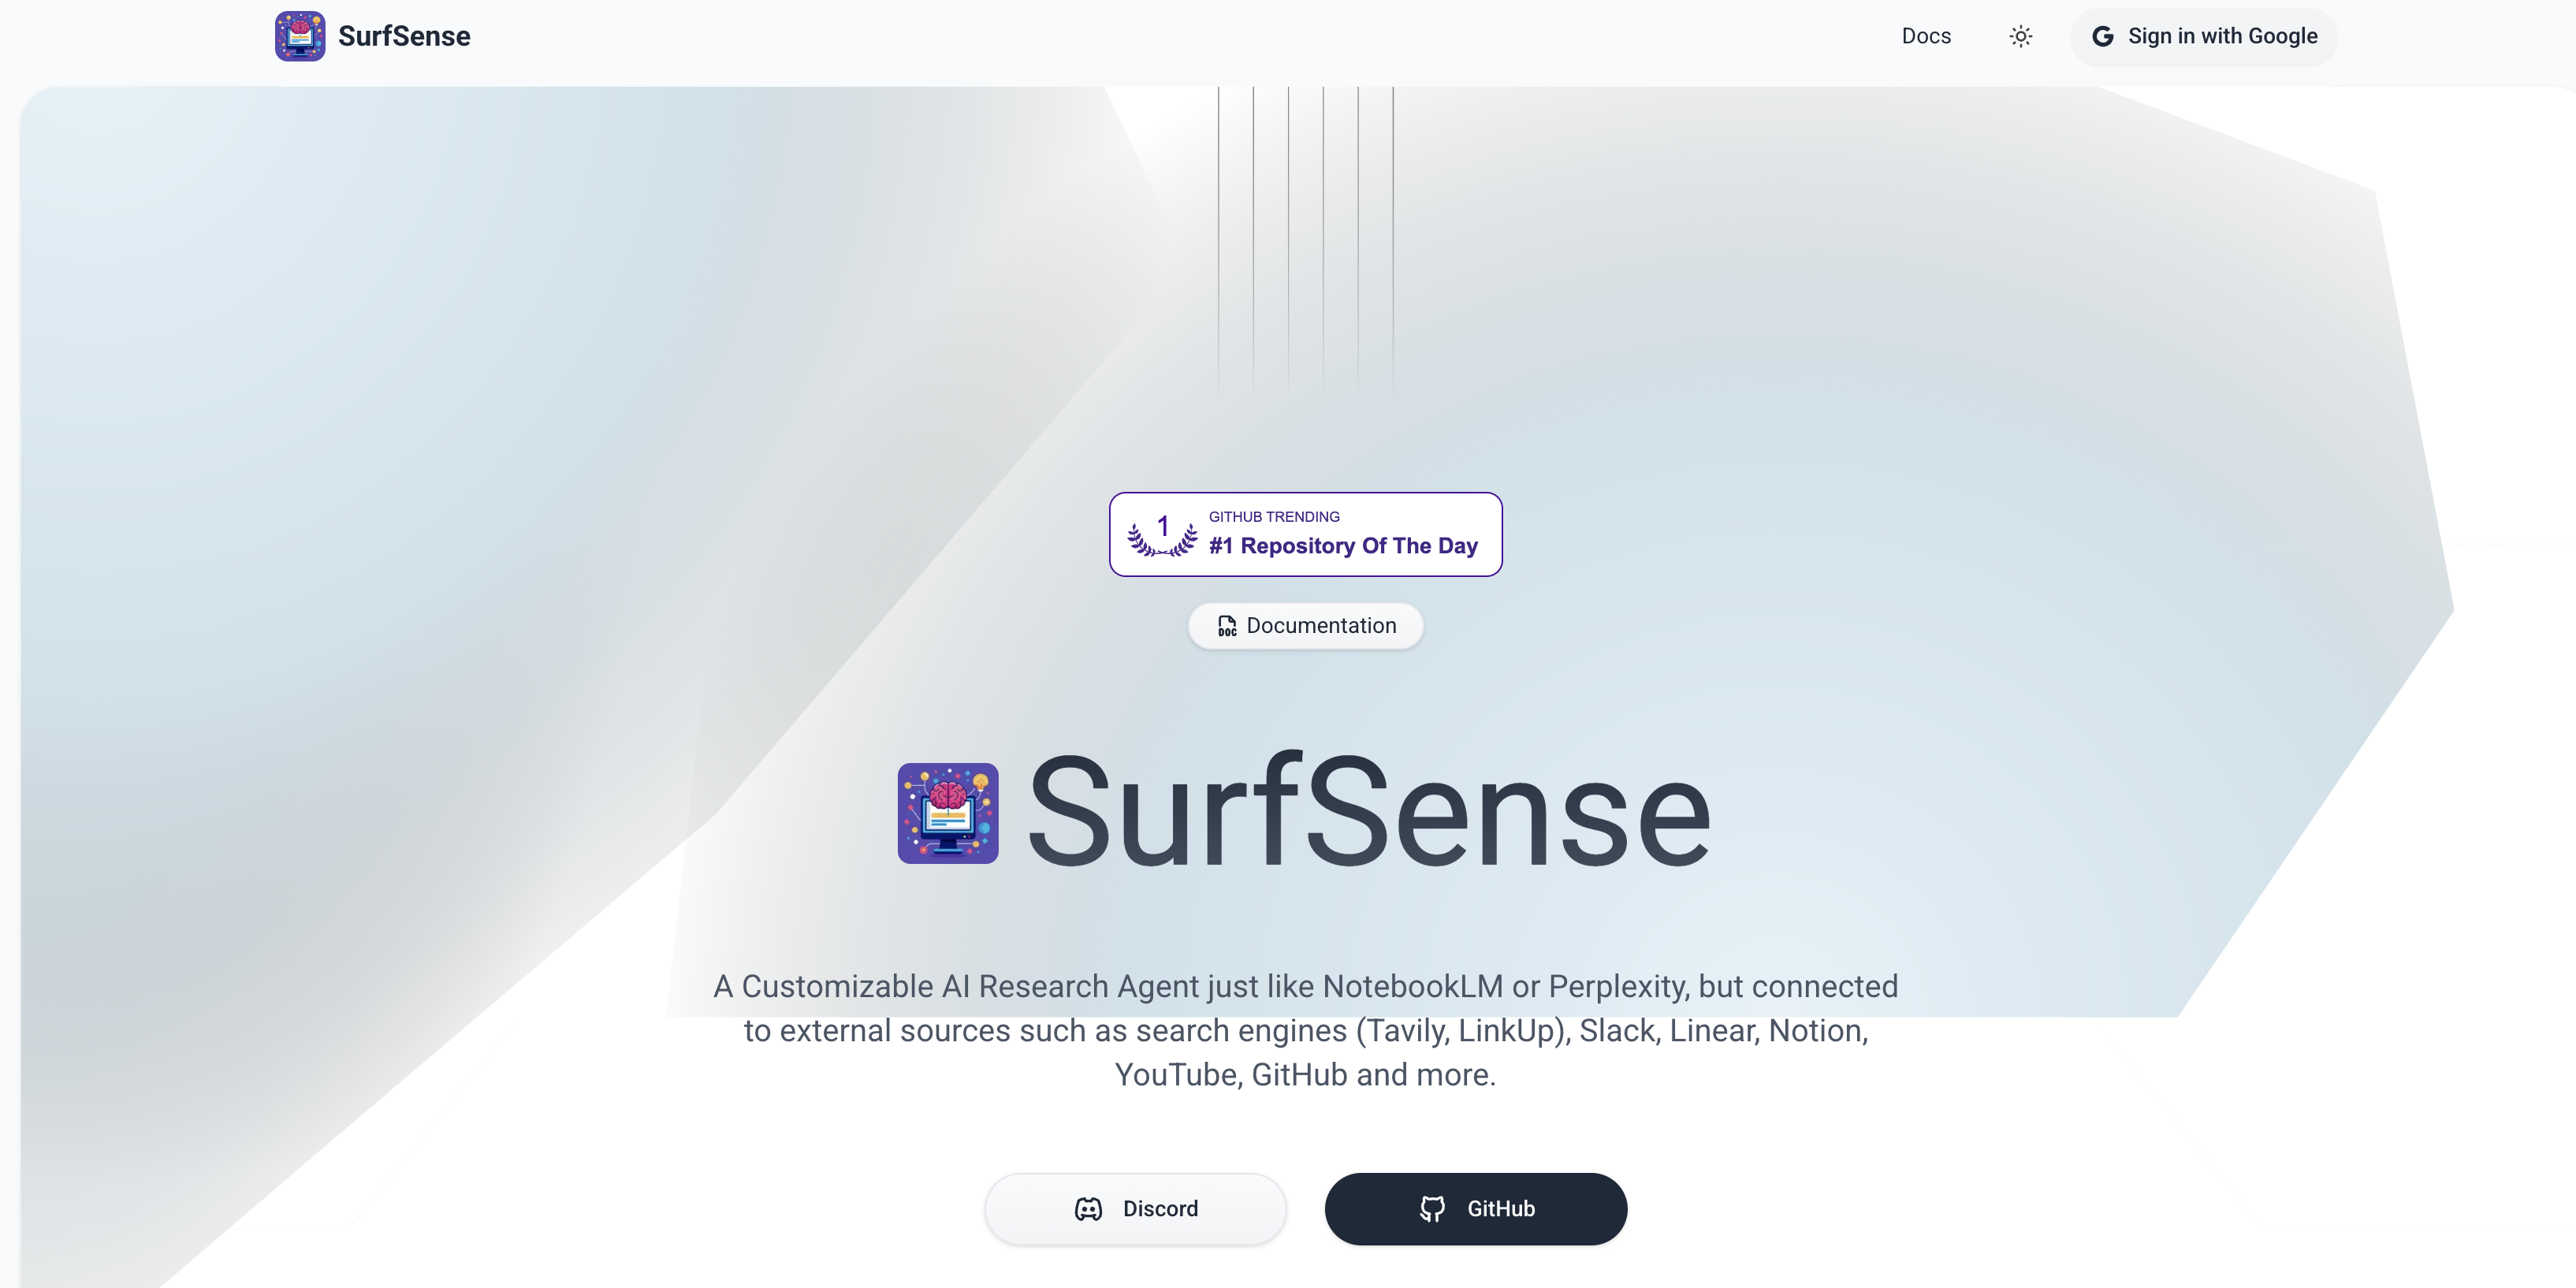 SurfSense
Docs
Sign in with Google
1
GITHUB TRENDING
#1 Repository Of The Day
DOC
Documentation
SurfSense
A Customizable AI Research Agent just like NotebookLM or Perplexity, but connected
to external sources such as search engines (Tavily, LinkUp), Slack, Linear, Notion,
YouTube, GitHub and more.
Discord
GitHub